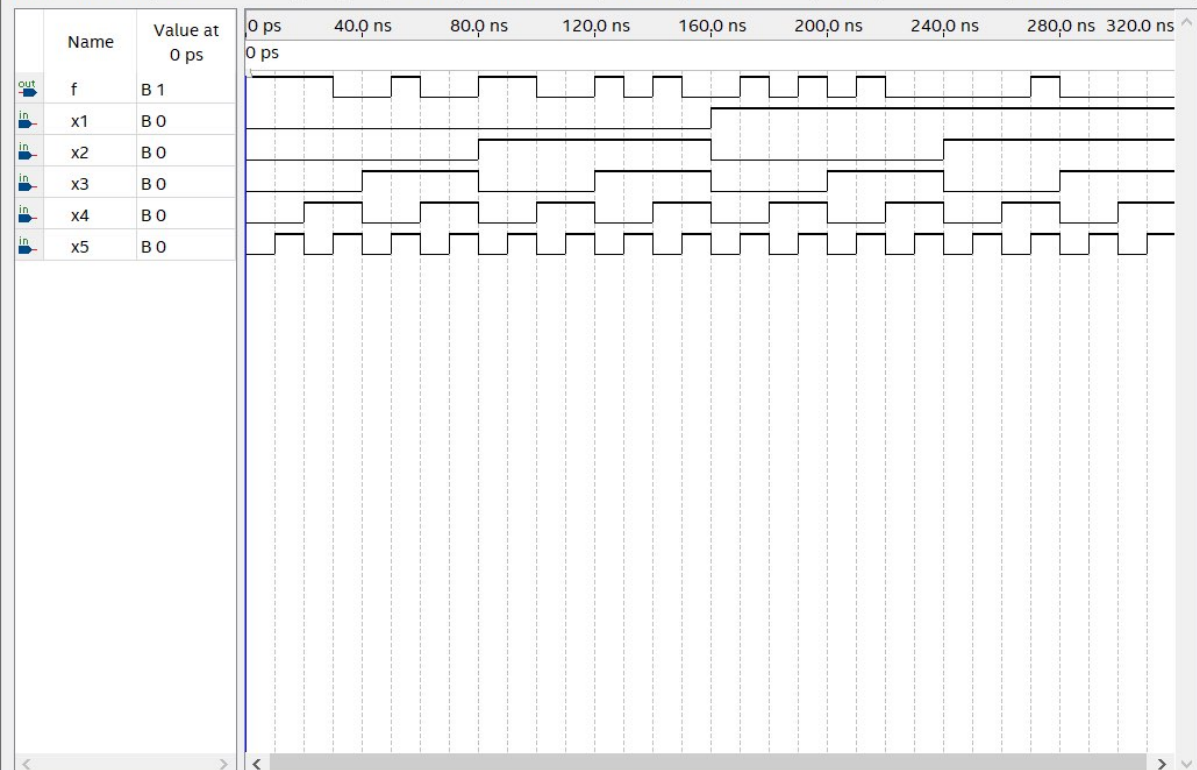 Name
Value at
0 ps
0 ps 40.0 ns 80.0 ns 120.0 ns 160.0 ns 200.0 ns 240.0 ns 280.0 ns 320.0 ns
0 ps
out f B 1
in x1 B 0
in x2 B 0
in x3 B 0
in x4 B 0
in x5 B 0